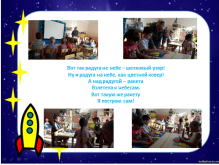 Вот так радуга на небе - шелковый узор!
Ну и радуга на небе, как цветной ковер!
А над радугой – ракета
Взлетела к небесам.
Вот такую же ракету
Я построю сам!